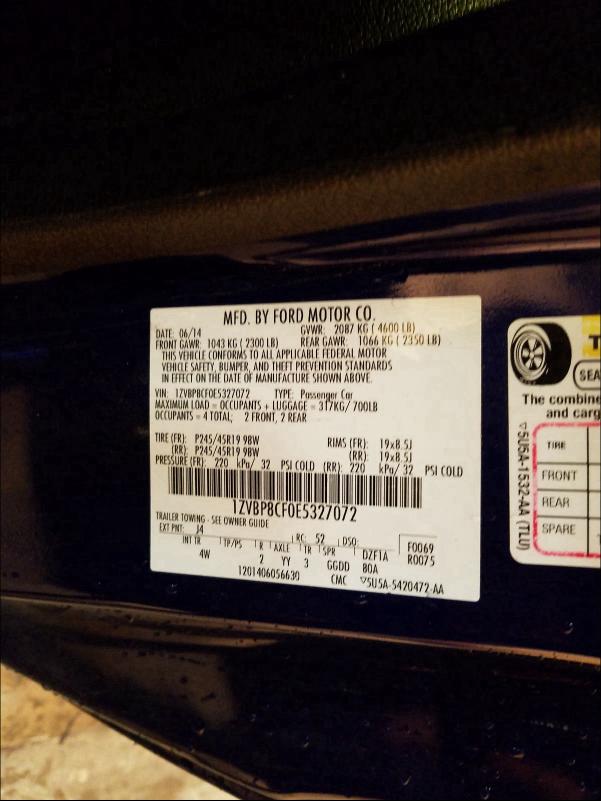 MFD. BY FORD MOTOR CO.
DATE: 06/14 GVWR: 2087 KG ( 4600 LB)
FRONT GAWR: 1043 KG ( 2300 LB) REAR GAWR: 1066 KG ( 2350 LB)
THIS VEHICLE CONFORMS TO ALL APPLICABLE FEDERAL MOTOR
VEHICLE SAFETY, BUMPER, AND THEFT PREVENTION STANDARDS
IN EFFECT ON THE DATE OF MANUFACTURE SHOWN ABOVE.
VIN: 1ZVBP8CF0E5327072 TYPE: Passenger Car
MAXIMUM LOAD = OCCUPANTS + LUGGAGE = 317KG/ 700LB
OCCUPANTS = 4 TOTAL; 2 FRONT, 2 REAR
TIRE (FR): P245/45R19 98W RIMS (FR): 19x8.5J
(RR): P245/45R19 98W (RR): 19x8.5J
PRESSURE (FR): 220 kPa/ 32 PSI COLD (RR): 220 kPa/ 32 PSI COLD
1ZVBP8CF0E5327072
TRAILER TOWING - SEE OWNER GUIDE
EXT PNT: J4 RC: 52 DSO: F0069
INT TR TP/PS R AXLE TR SPR DZF1A R0075
4W 2 YY 3 GGDD 80A
1201406056630 CMC ▽5U5A-5420472-AA
T
SEA
The combine
and carg
TIRE
FRONT
REAR
SPARE
▽5U5A-1532-AA (TLU)